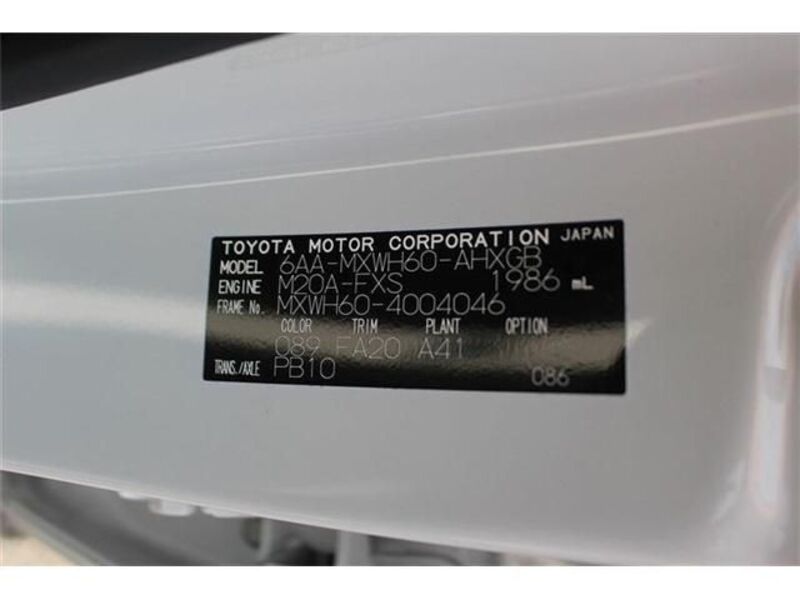 TOYOTA MOTOR CORPORATION JAPAN
MODEL 6AA-MXWH60-AHXGB
ENGINE M20A-FXS 1986 mL
FRAME No. MXWH60-4004046
COLOR TRIM PLANT OPTION
089 FA20 A41
TRANS./AXLE PB10 086